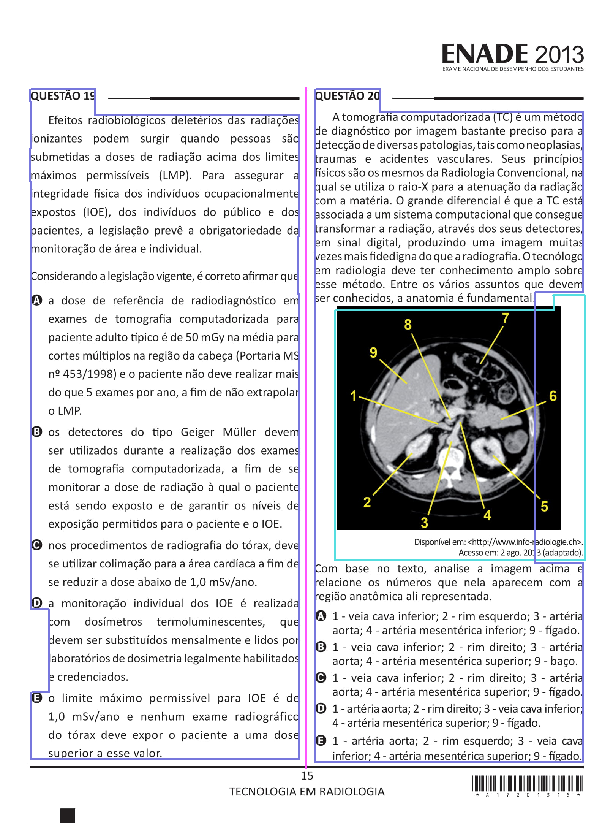 ENADE 2013
EXAME NACIONAL DE DESEMPENHO DOS ESTUDANTES
QUESTÃO 19
Efeitos radiobiológicos deletérios das radiações
ionizantes podem surgir quando pessoas são
submetidas a doses de radiação acima dos limites
máximos permissíveis (LMP). Para assegurar a
integridade física dos indivíduos ocupacionalmente
expostos (IOE), dos indivíduos do público e dos
pacientes, a legislação prevê a obrigatoriedade da
monitoração de área e individual.
Considerando a legislação vigente, é correto afirmar que
A a dose de referência de radiodiagnóstico em
exames de tomografia computadorizada para
paciente adulto típico é de 50 mGy na média para
cortes múltiplos na região da cabeça (Portaria MS
nº 453/1998) e o paciente não deve realizar mais
do que 5 exames por ano, a fim de não extrapolar
o LMP.
B os detectores do tipo Geiger Müller devem
ser utilizados durante a realização dos exames
de tomografia computadorizada, a fim de se
monitorar a dose de radiação à qual o paciente
está sendo exposto e de garantir os níveis de
exposição permitidos para o paciente e o IOE.
C nos procedimentos de radiografia do tórax, deve
se utilizar colimação para a área cardíaca a fim de
se reduzir a dose abaixo de 1,0 mSv/ano.
D a monitoração individual dos IOE é realizada
com dosímetros termoluminescentes, que
devem ser substituídos mensalmente e lidos por
laboratórios de dosimetria legalmente habilitados
e credenciados.
E o limite máximo permissível para IOE é de
1,0 mSv/ano e nenhum exame radiográfico
do tórax deve expor o paciente a uma dose
superior a esse valor.
QUESTÃO 20
A tomografia computadorizada (TC) é um método
de diagnóstico por imagem bastante preciso para a
detecção de diversas patologias, tais como neoplasias,
traumas e acidentes vasculares. Seus princípios
físicos são os mesmos da Radiologia Convencional, na
qual se utiliza o raio-X para a atenuação da radiação
com a matéria. O grande diferencial é que a TC está
associada a um sistema computacional que consegue
transformar a radiação, através dos seus detectores,
em sinal digital, produzindo uma imagem muitas
vezes mais fidedigna do que a radiografia. O tecnólogo
em radiologia deve ter conhecimento amplo sobre
esse método. Entre os vários assuntos que devem
ser conhecidos, a anatomia é fundamental.
8
7
9
1
6
2
3
4
5
Disponível em: <http://www.info-radiologie.ch>.
Acesso em: 2 ago. 2013 (adaptado).
Com base no texto, analise a imagem acima e
relacione os números que nela aparecem com a
região anatômica ali representada.
A 1 - veia cava inferior; 2 - rim esquerdo; 3 - artéria
aorta; 4 - artéria mesentérica inferior; 9 - fígado.
B 1 - veia cava inferior; 2 - rim direito; 3 - artéria
aorta; 4 - artéria mesentérica superior; 9 - baço.
C 1 - veia cava inferior; 2 - rim direito; 3 - artéria
aorta; 4 - artéria mesentérica superior; 9 - fígado.
D 1 - artéria aorta; 2 - rim direito; 3 - veia cava inferior;
4 - artéria mesentérica superior; 9 - fígado.
E 1 - artéria aorta; 2 - rim esquerdo; 3 - veia cava
inferior; 4 - artéria mesentérica superior; 9 - fígado.
15
TECNOLOGIA EM RADIOLOGIA